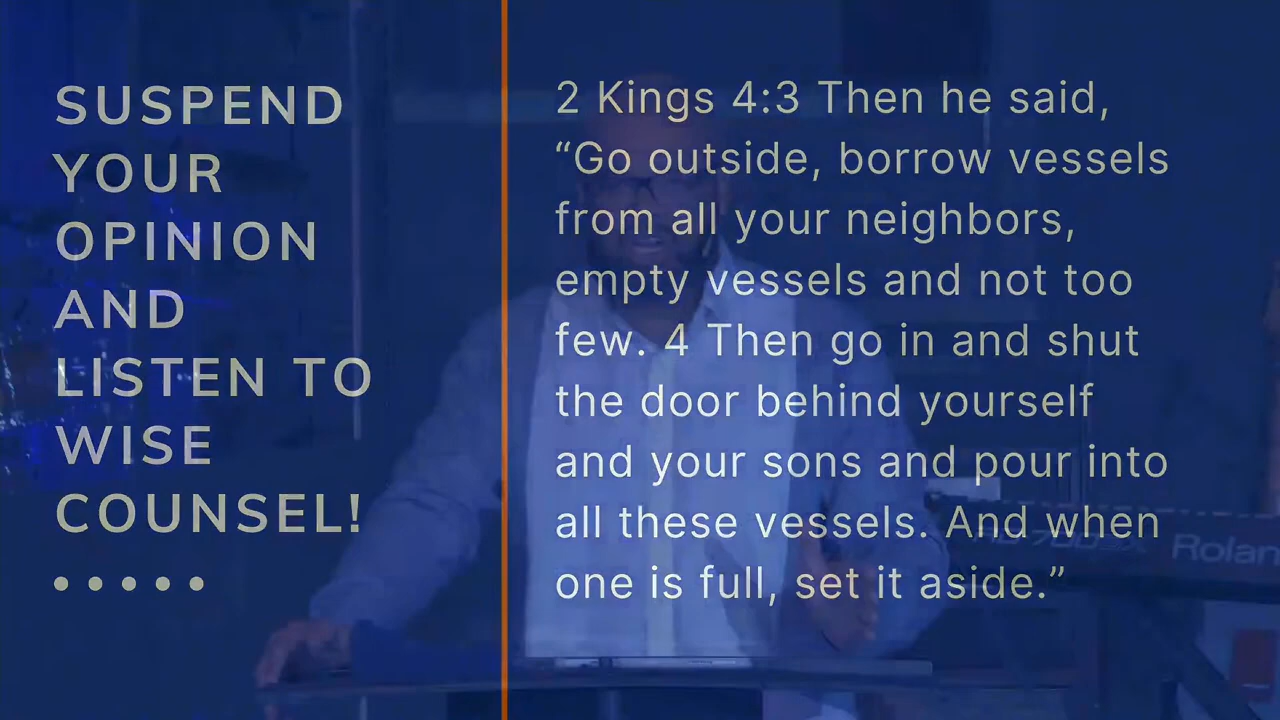 SUSPEND
YOUR
OPINION
AND
LISTEN TO
WISE
COUNSEL!
2 Kings 4:3 Then he said,
“Go outside, borrow vessels
from all your neighbors,
empty vessels and not too
few. 4 Then go in and shut
the door behind yourself
and your sons and pour into
all these vessels. And when
one is full, set it aside.”
Roland